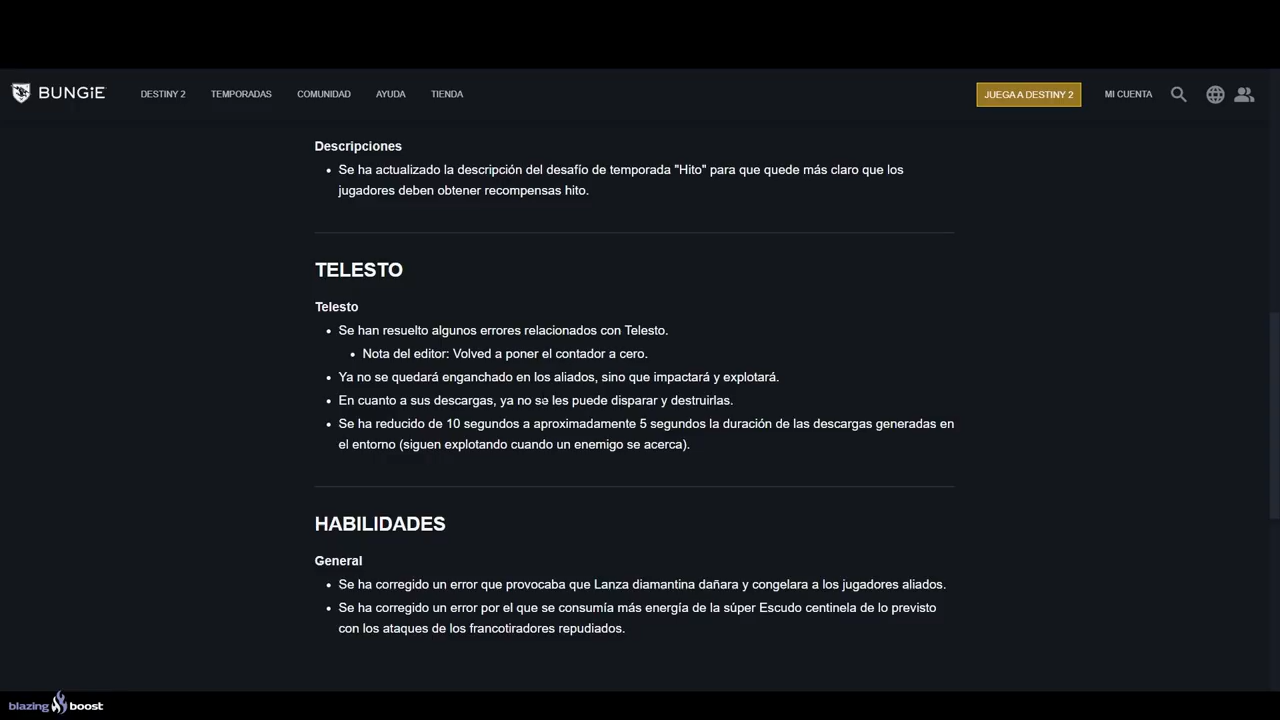 BUNGiE
DESTINY 2 TEMPORADAS COMUNIDAD AYUDA TIENDA JUEGA A DESTINY 2 MI CUENTA
Descripciones
• Se ha actualizado la descripción del desafío de temporada "Hito" para que quede más claro que los
jugadores deben obtener recompensas hito.
TELESTO
Telesto
• Se han resuelto algunos errores relacionados con Telesto.
• Nota del editor: Volved a poner el contador a cero.
• Ya no se quedará enganchado en los aliados, sino que impactará y explotará.
• En cuanto a sus descargas, ya no se les puede disparar y destruirlas.
• Se ha reducido de 10 segundos a aproximadamente 5 segundos la duración de las descargas generadas en
el entorno (siguen explotando cuando un enemigo se acerca).
HABILIDADES
General
• Se ha corregido un error que provocaba que Lanza diamantina dañara y congelara a los jugadores aliados.
• Se ha corregido un error por el que se consumía más energía de la súper Escudo centinela de lo previsto
con los ataques de los francotiradores repudiados.
blazing boost